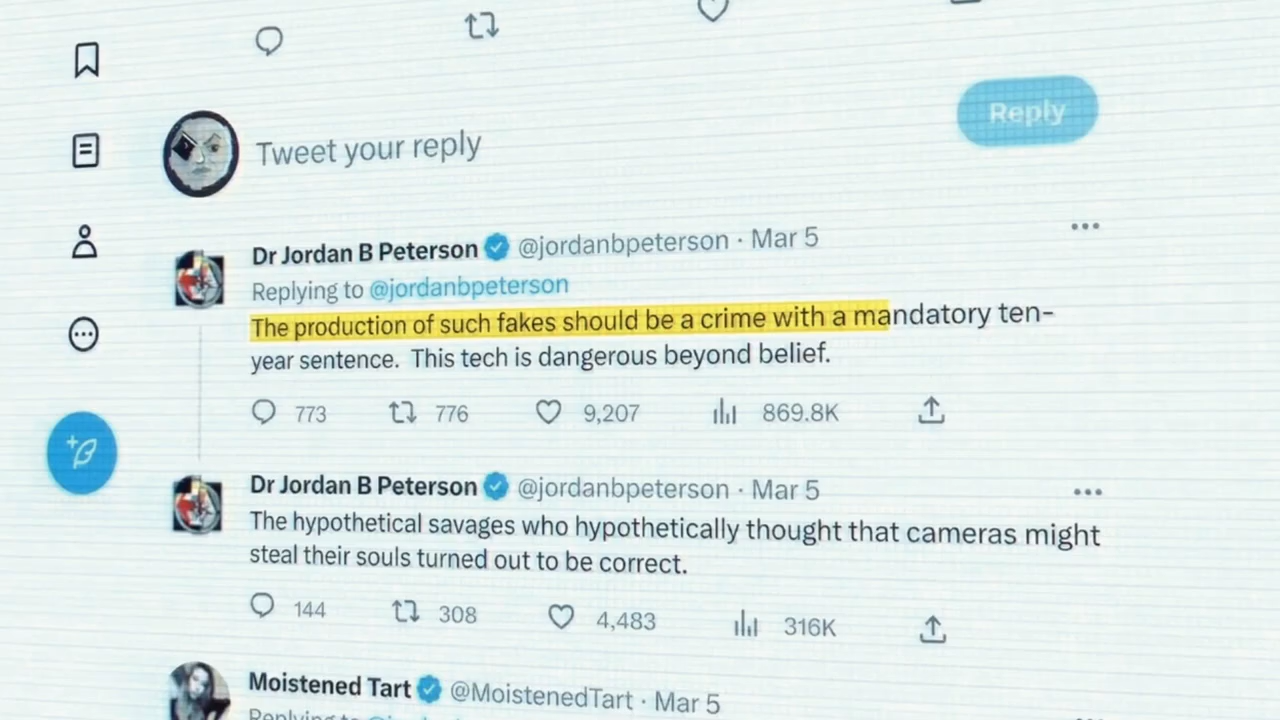 Reply
Tweet your reply
Dr Jordan B Peterson @jordanbpeterson · Mar 5
Replying to @jordanbpeterson
The production of such fakes should be a crime with a mandatory ten-
year sentence. This tech is dangerous beyond belief.
773 776 9,207 869.8K
Dr Jordan B Peterson @jordanbpeterson · Mar 5
The hypothetical savages who hypothetically thought that cameras might
steal their souls turned out to be correct.
144 308 4,483 316K
Moistened Tart @MoistenedTart · Mar 5
Replying to